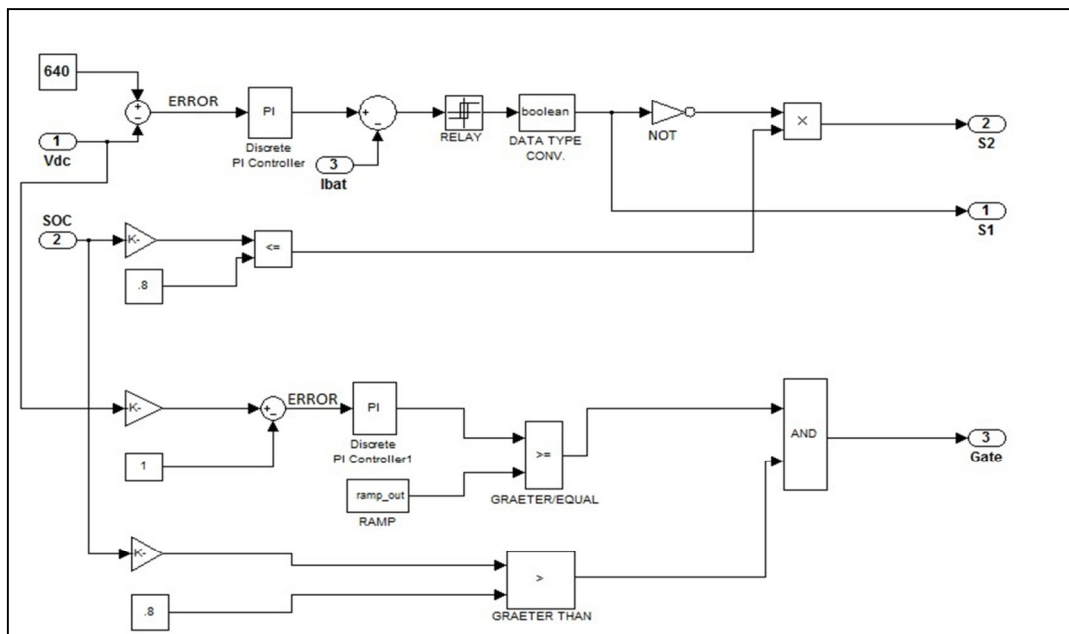 640
ERROR
PI
Discrete
PI Controller
1
Vdc
3
Ibat
RELAY
boolean
DATA TYPE
CONV.
NOT
×
2
S2
1
S1
SOC
2
K-
<=
.8
K-
ERROR
PI
Discrete
PI Controller1
1
ramp_out
RAMP
>=
GRAETER/EQUAL
AND
3
Gate
K-
.8
>
GRAETER THAN